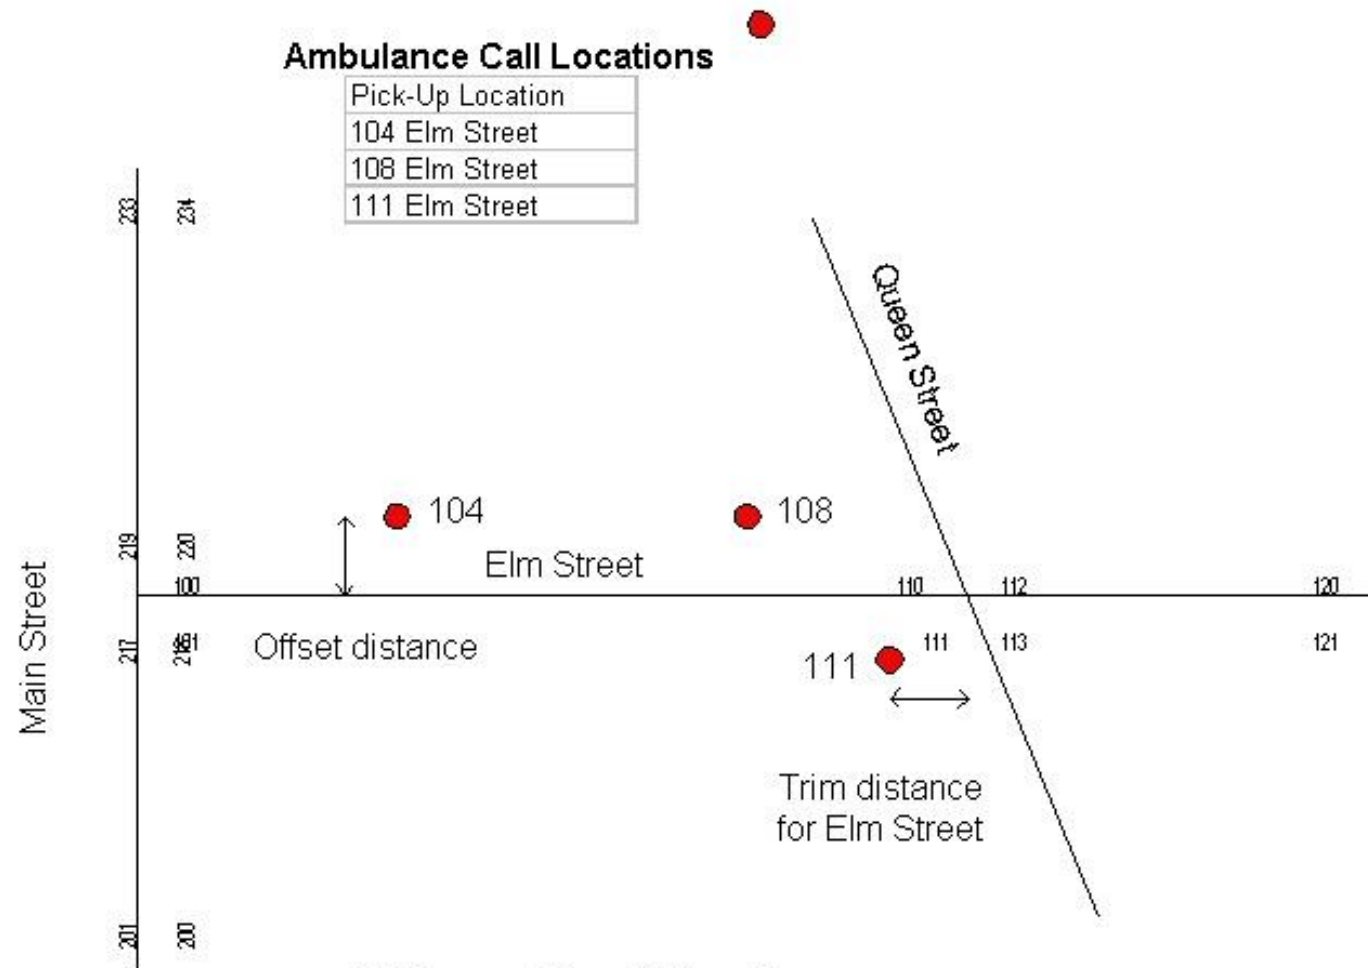 Ambulance Call Locations
Pick-Up Location
104 Elm Street
108 Elm Street
111 Elm Street
233
234
Queen Street
104
108
219
220
Elm Street
100
110
112
120
Main Street
217
Offset distance
111
113
121
111
Trim distance
for Elm Street
201
200